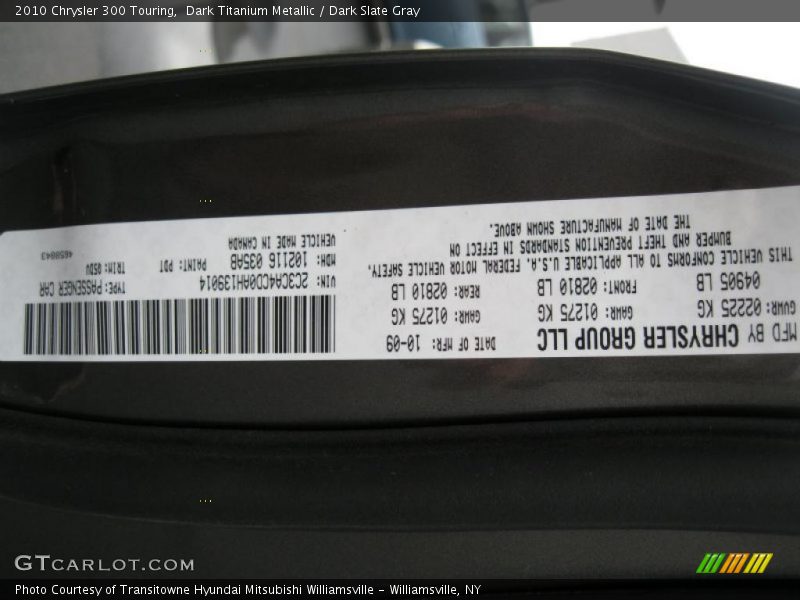 2010 Chrysler 300 Touring,  Dark Titanium Metallic / Dark Slate Gray
MFD BY CHRYSLER GROUP LLC
DATE OF MFR: 10-09
GVWR: 02225 KG
04905 LB
GAWR: 01275 KG
FRONT: 02810 LB
GAWR: 01275 KG
REAR: 02810 LB
THIS VEHICLE CONFORMS TO ALL APPLICABLE U.S.A. FEDERAL MOTOR VEHICLE SAFETY,
BUMPER AND THEFT PREVENTION STANDARDS IN EFFECT ON
THE DATE OF MANUFACTURE SHOWN ABOVE.
VIN: 2C3CA4CD0AH139014
TYPE: PASSENGER CAR
MDH: 102116 035AB
PAINT: PDT
TRIM: GSDV
VEHICLE MADE IN CANADA
4658643
GTCARLOT.COM
Photo Courtesy of Transitowne Hyundai Mitsubishi Williamsville - Williamsville, NY